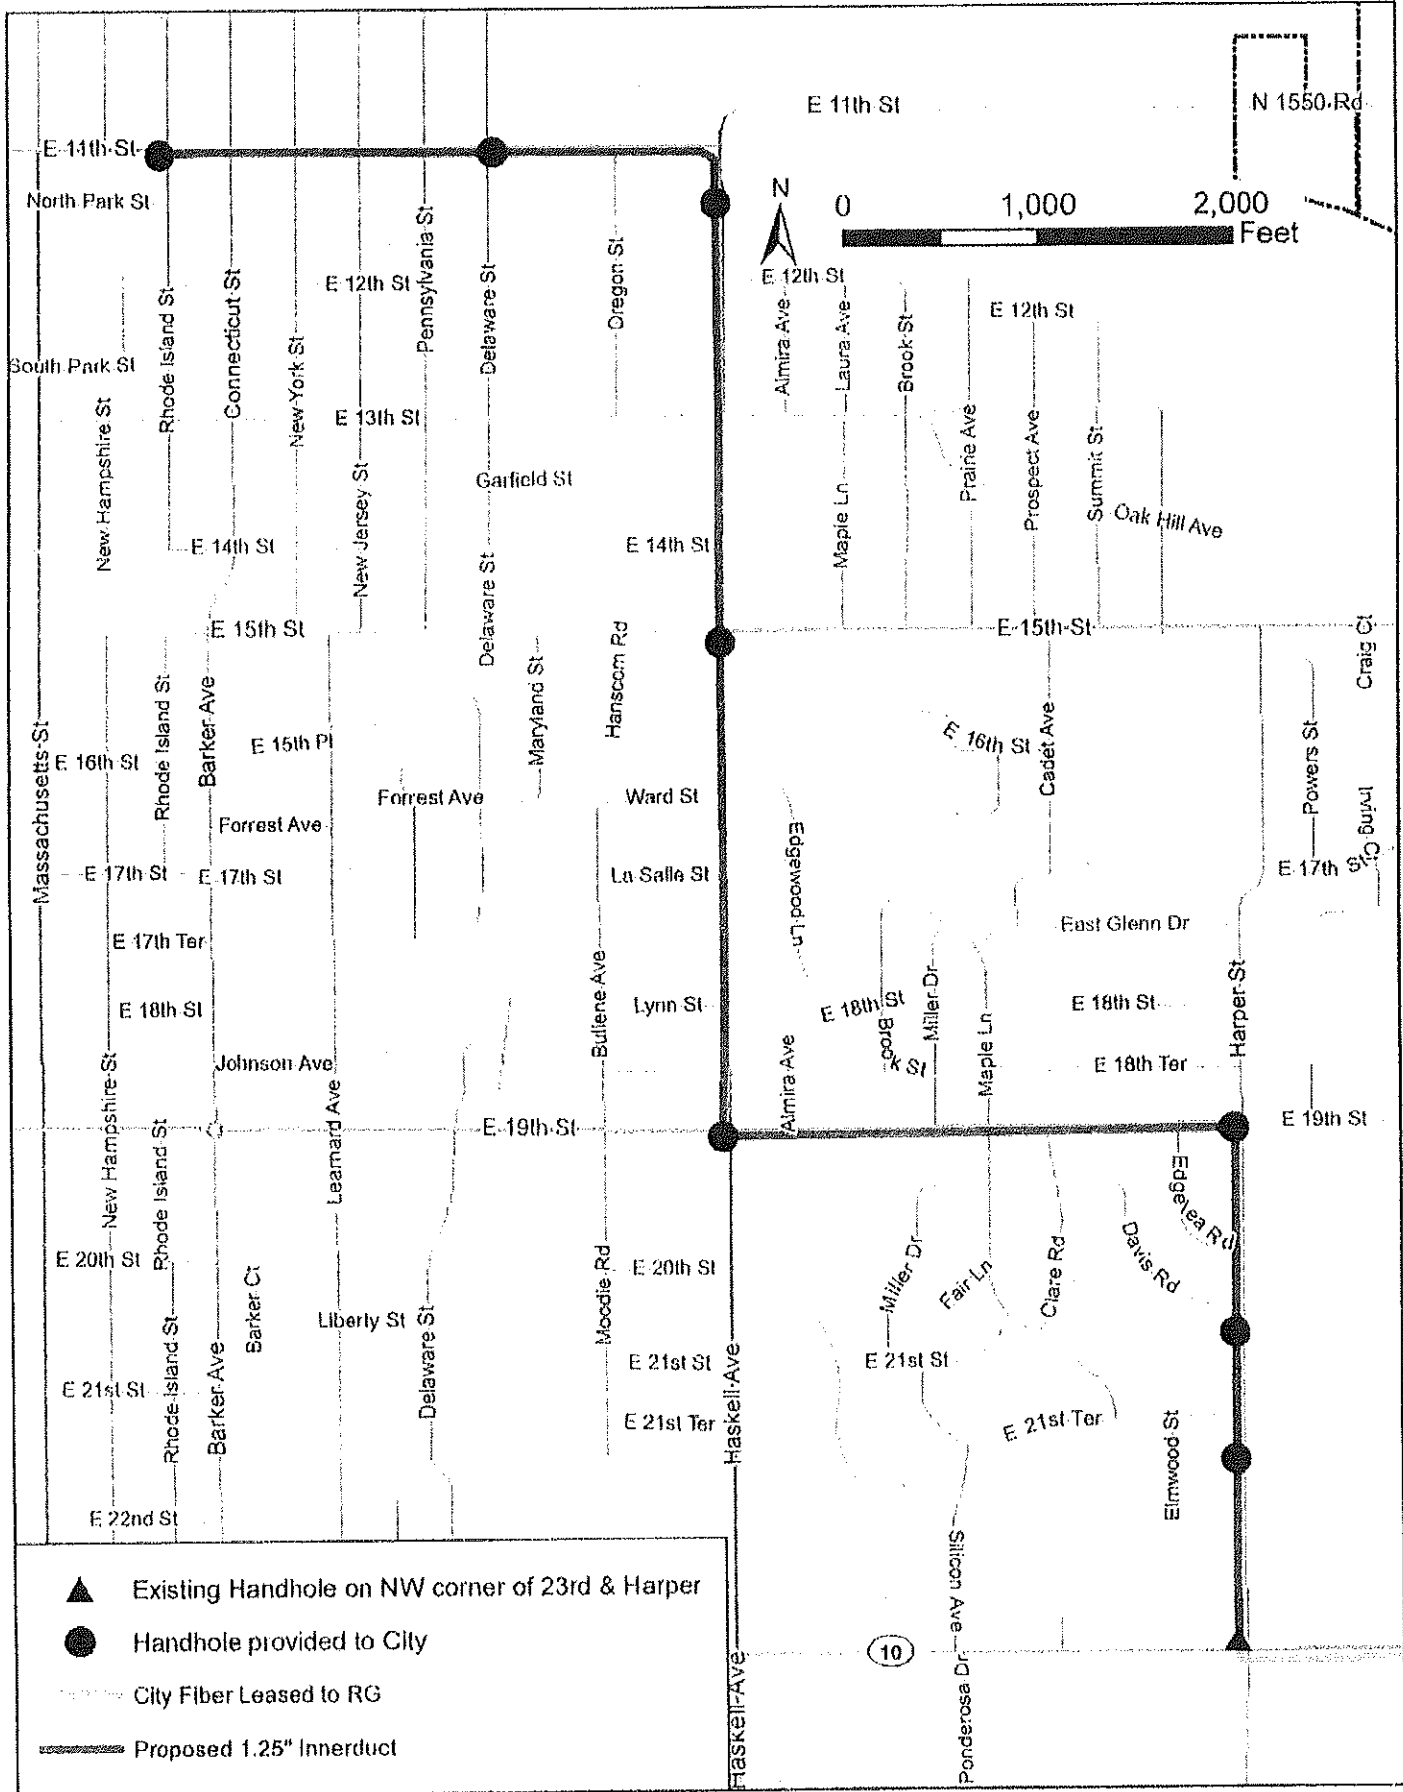 E 11th St
N 1550 Rd
E 11th St
North Park St
N
0 1,000 2,000
Feet
E 12th St
Pennsylvania St
Delaware St
Oregon St
E 12th St
Almira Ave
Laura Ave
Brook St
E 12th St
South Park St
Rhode Island St
Connecticut St
New York St
E 13th St
New Hampshire St
New Jersey St
Garfield St
Maple Ln
Prairie Ave
Prospect Ave
Summit St
Oak Hill Ave
E 14th St
E 14th St
E 15th St
Delaware St
Hanscom Rd
E 15th St
Craig Ct
Massachusetts St
E 16th St
Rhode Island St
Barker Ave
E 15th Pl
Maryland St
E 16th St
Cadet Ave
Powers St
Irving Ct
Forrest Ave
Forrest Ave
Ward St
Edgewood Ln
E 17th St
E 17th St
La Salle St
E 17th St
E 17th Ter
East Glenn Dr
E 18th St
Bullene Ave
Lynn St
E 18th St
Brook St
Miller Dr
Maple Ln
E 18th St
Harper St
Johnson Ave
E 18th Ter
New Hampshire St
Rhode Island St
Learnard Ave
E 19th St
Almira Ave
E 19th St
Edgelea Rd
E 20th St
Barker Ct
Moodie Rd
E 20th St
Miller Dr
Fair Ln
Clare Rd
Davis Rd
Liberty St
Delaware St
E 21st St
Rhode Island St
Barker Ave
E 21st St
E 21st St
Haskell Ave
E 21st Ter
E 21st Ter
Elmwood St
E 22nd St
Silicon Ave
Existing Handhole on NW corner of 23rd & Harper
Handhole provided to City
10
City Fiber Leased to RG
Haskell Ave
Ponderosa Dr
Proposed 1.25" Innerduct